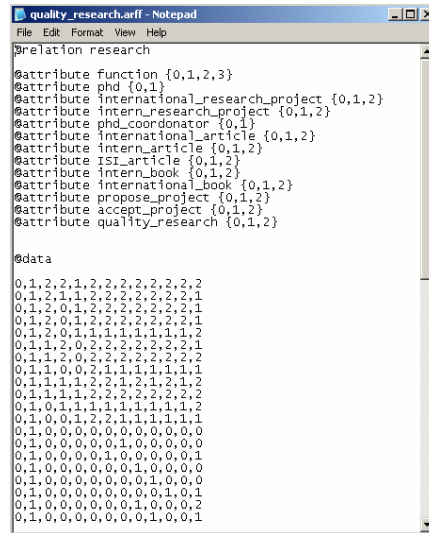 quality_research.arff - Notepad
File Edit Format View Help
@relation research
@attribute function {0,1,2,3}
@attribute phd {0,1}
@attribute international_research_project {0,1,2}
@attribute intern_research_project {0,1,2}
@attribute phd_coordonator {0,1}
@attribute international_article {0,1,2}
@attribute intern_article {0,1,2}
@attribute ISI_article {0,1,2}
@attribute intern_book {0,1,2}
@attribute international_book {0,1,2}
@attribute propose_project {0,1,2}
@attribute accept_project {0,1,2}
@attribute quality_research {0,1,2}
@data
0,1,2,2,1,2,2,2,2,2,2,2,2
0,1,2,1,1,2,2,2,2,2,2,2,1
0,1,2,0,1,2,2,2,2,2,2,2,1
0,1,2,0,1,2,2,2,2,2,2,2,1
0,1,2,0,1,1,1,1,1,1,1,1,2
0,1,1,2,0,2,2,2,2,2,2,2,1
0,1,1,2,0,2,2,2,2,2,2,2,2
0,1,1,0,0,2,1,1,1,1,1,1,1
0,1,1,1,1,2,2,1,2,1,2,1,2
0,1,1,1,1,2,2,2,2,2,2,2,2
0,1,0,1,1,1,1,1,1,1,1,1,2
0,1,0,0,1,2,2,1,1,1,1,1,1
0,1,0,0,0,0,0,0,0,0,0,0,0
0,1,0,0,0,0,0,1,0,0,0,0,0
0,1,0,0,0,0,1,0,0,0,0,0,1
0,1,0,0,0,0,0,0,1,0,0,0,0
0,1,0,0,0,0,0,0,0,1,0,0,0
0,1,0,0,0,0,0,0,0,0,1,0,1
0,1,0,0,0,0,0,0,1,0,0,0,2
0,1,0,0,0,0,0,0,0,1,0,0,1